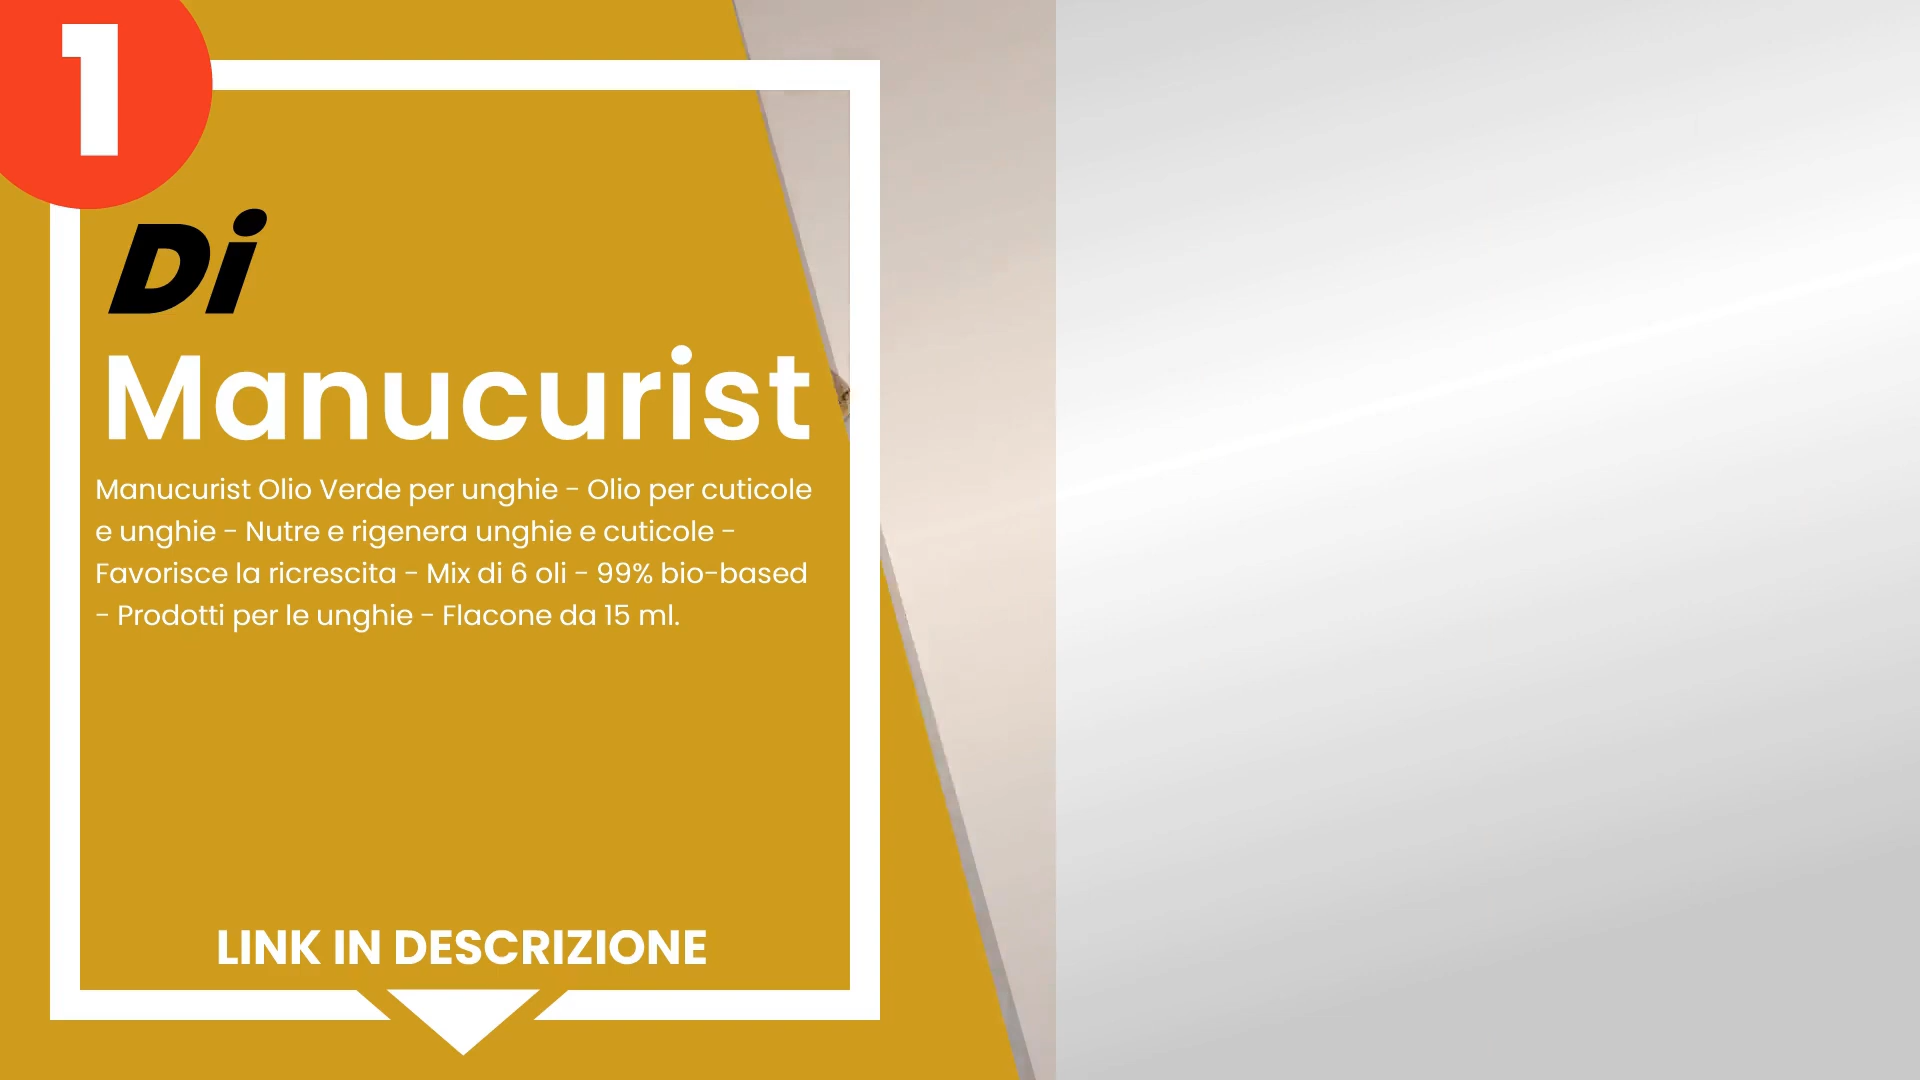 1
Di
Manucurist
Manucurist Olio Verde per unghie - Olio per cuticole
e unghie - Nutre e rigenera unghie e cuticole -
Favorisce la ricrescita - Mix di 6 oli - 99% bio-based
- Prodotti per le unghie - Flacone da 15 ml.
LINK IN DESCRIZIONE